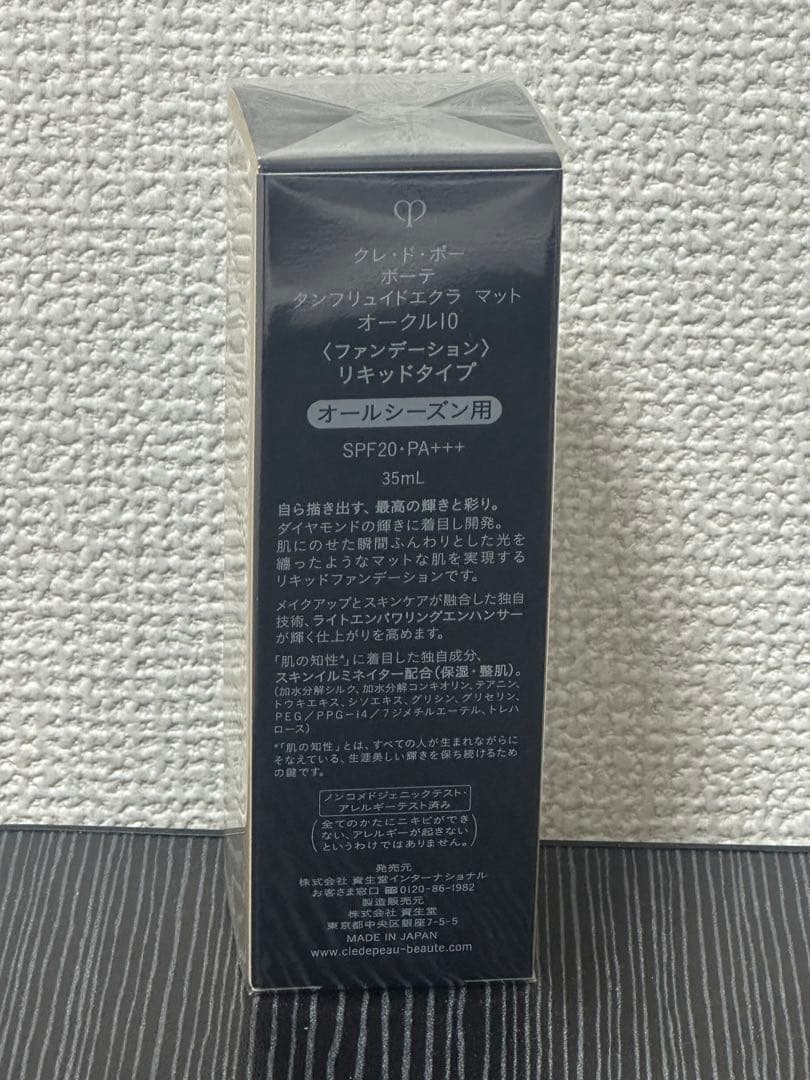 クレ・ド・ポー
ボーテ
タンフリュイドエクラ マット
オークル10
〈ファンデーション〉
リキッドタイプ
オールシーズン用
SPF20・PA+++
35mL
自ら描き出す、最高の輝きと彩り。
ダイヤモンドの輝きに着目し開発。
肌にのせた瞬間ふんわりとした光を
纏ったようなマットな肌を実現する
リキッドファンデーションです。
メイクアップとスキンケアが融合した独自
技術、ライトエンパワリングエンハンサー
が輝く仕上がりを高めます。
「肌の知性*」に着目した独自成分、
スキンイルミネイター配合(保湿・整肌)。
(加水分解シルク、加水分解コンキオリン、テアニン、
トウキエキス、シソエキス、グリシン、グリセリン、
PEG/PPG-14/7ジメチルエーテル、トレハ
ロース)
*「肌の知性」とは、すべての人が生まれながらに
そなえている、生涯美しい輝きを保ち続けるため
の鍵です。
ノンコメドジェニックテスト・
アレルギーテスト済み
(全てのかたにニキビができ
ない、アレルギーが起きない
というわけではありません。)
発売元
株式会社 資生堂インターナショナル
お客さま窓口 0120-86-1982
製造販売元
株式会社 資生堂
東京都中央区銀座7-5-5
MADE IN JAPAN
www.cledepeau-beaute.com